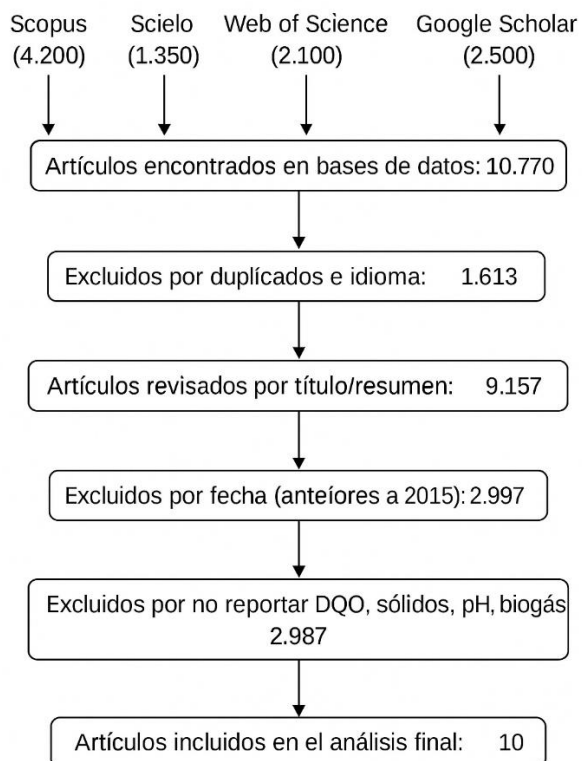 Scopus Scielo Web of Science Google Scholar
(4.200) (1.350) (2.100) (2.500)
Artículos encontrados en bases de datos: 10.770
Excluidos por duplícados e idioma: 1.613
Artículos revisados por título/resumen: 9.157
Excluidos por fecha (anteíores a 2015): 2.997
Excluidos por no reportar DQO, sólidos, pH, biogás
2.987
Artículos incluidos en el análisis final: 10